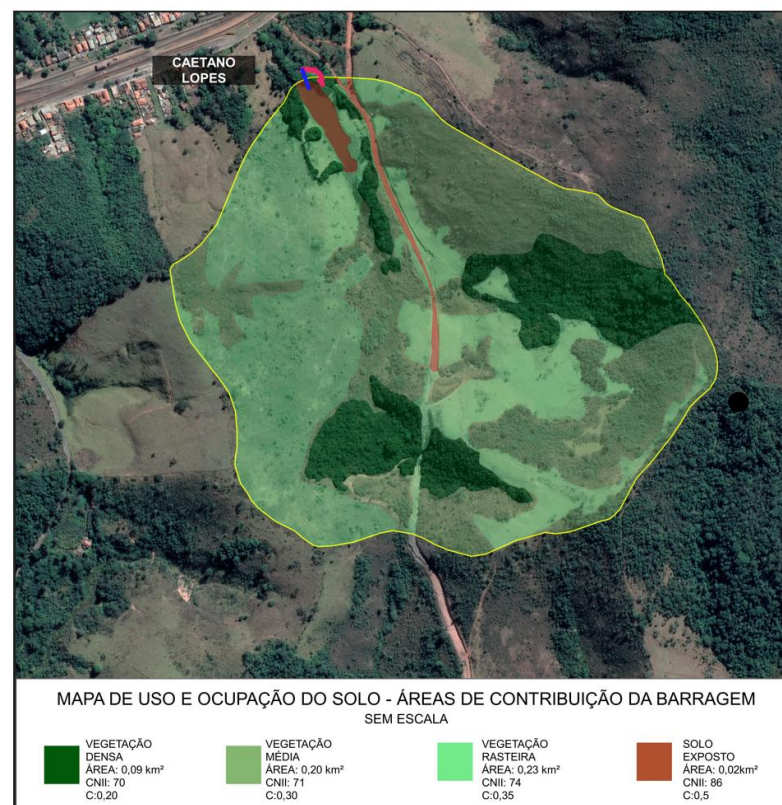 CAETANO
LOPES
MAPA DE USO E OCUPAÇÃO DO SOLO - ÁREAS DE CONTRIBUIÇÃO DA BARRAGEM
SEM ESCALA
VEGETAÇÃO
DENSA
ÁREA: 0,09 km²
CNII: 70
C:0,20
VEGETAÇÃO
MÉDIA
ÁREA: 0,20 km²
CNII: 71
C:0,30
VEGETAÇÃO
RASTEIRA
ÁREA: 0,23 km²
CNII: 74
C:0,35
SOLO
EXPOSTO
ÁREA: 0,02km²
CNII: 86
C:0,5